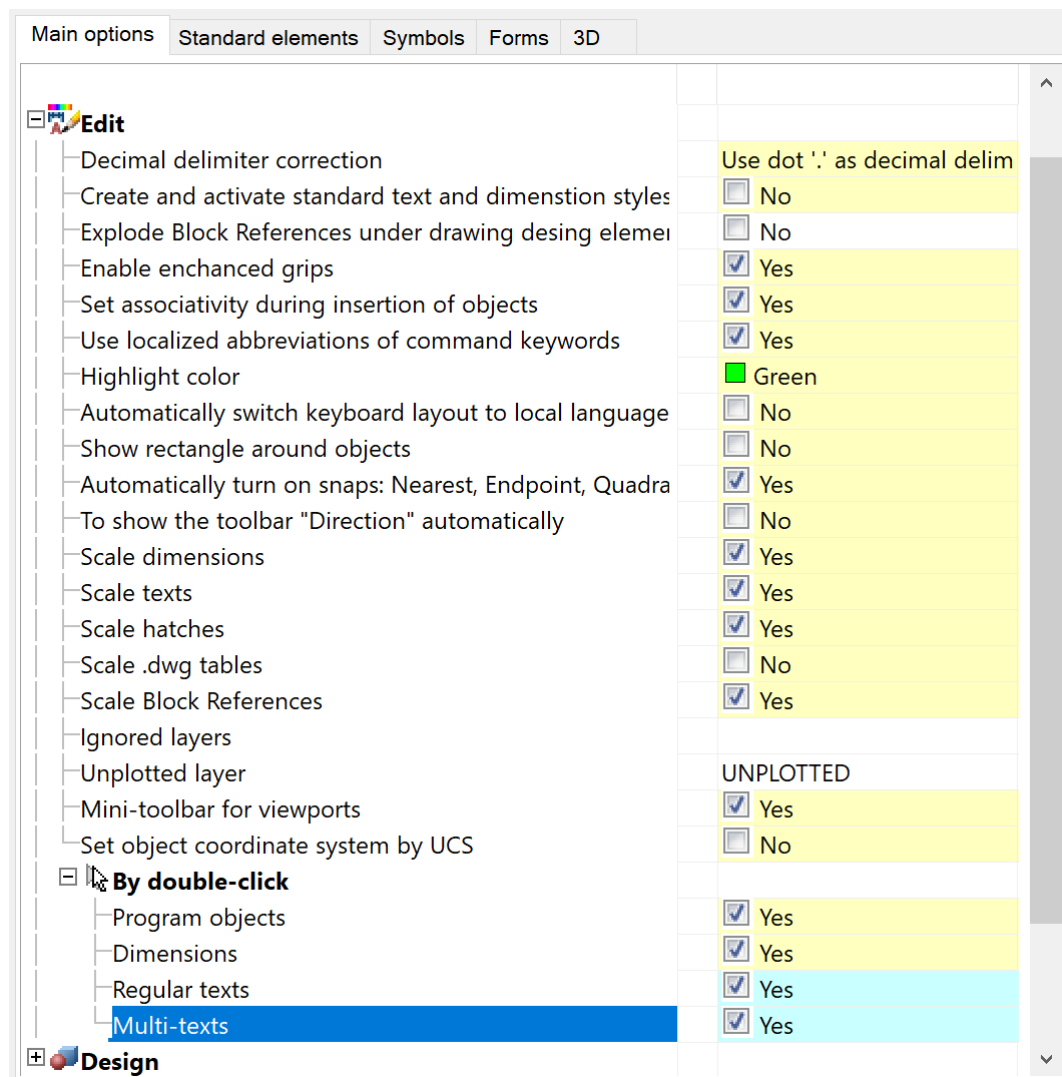 Main options Standard elements Symbols Forms 3D
Edit
Decimal delimiter correction Use dot '.' as decimal delim
Create and activate standard text and dimenstion styles No
Explode Block References under drawing desing elemei No
Enable enchanced grips Yes
Set associativity during insertion of objects Yes
Use localized abbreviations of command keywords Yes
Highlight color Green
Automatically switch keyboard layout to local language No
Show rectangle around objects No
Automatically turn on snaps: Nearest, Endpoint, Quadra Yes
To show the toolbar "Direction" automatically No
Scale dimensions Yes
Scale texts Yes
Scale hatches Yes
Scale .dwg tables No
Scale Block References Yes
Ignored layers
Unplotted layer UNPLOTTED
Mini-toolbar for viewports Yes
Set object coordinate system by UCS No
By double-click
Program objects Yes
Dimensions Yes
Regular texts Yes
Multi-texts Yes
Design